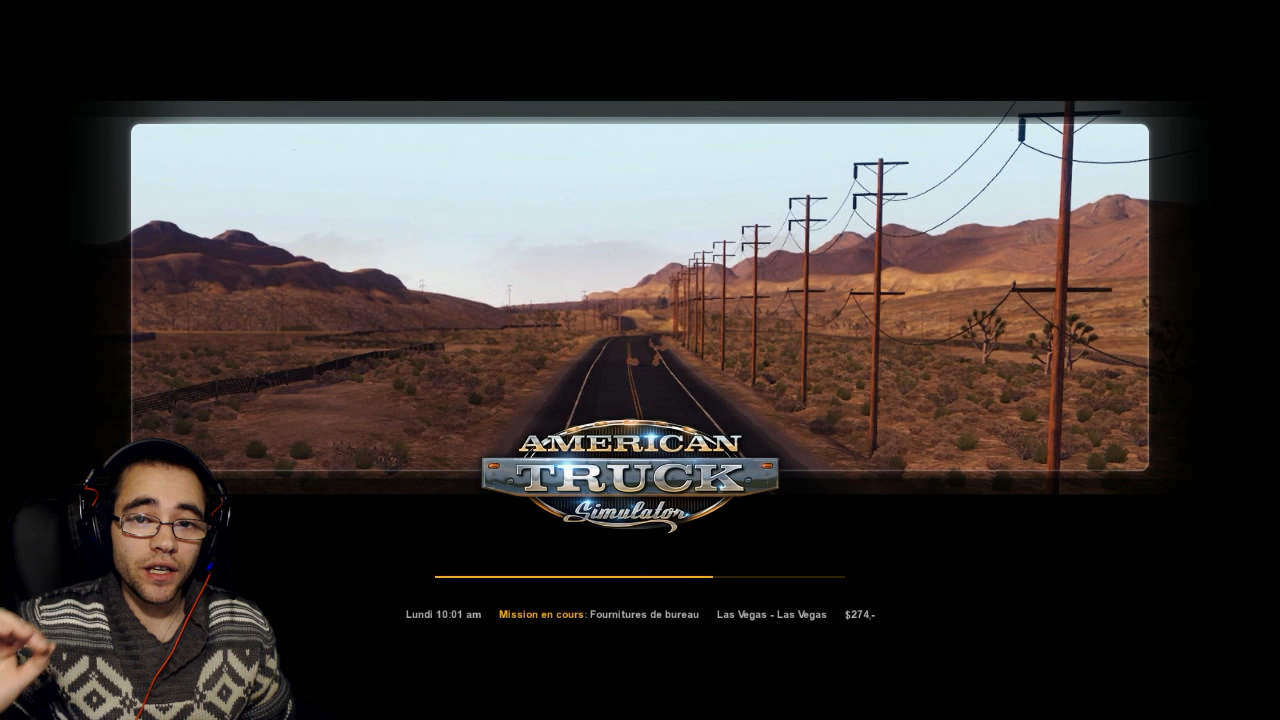 AMERICAN
TRUCK
Simulator
Lundi 10:01 am Mission en cours: Fournitures de bureau Las Vegas - Las Vegas $274,-